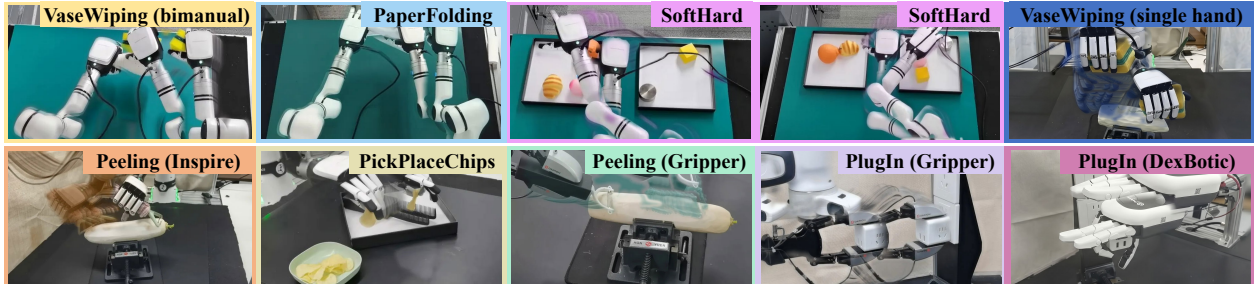 VaseWiping (bimanual)
PaperFolding
SoftHard
SoftHard
VaseWiping (single hand)
Peeling (Inspire)
PickPlaceChips
Peeling (Gripper)
PlugIn (Gripper)
PlugIn (DexBotic)